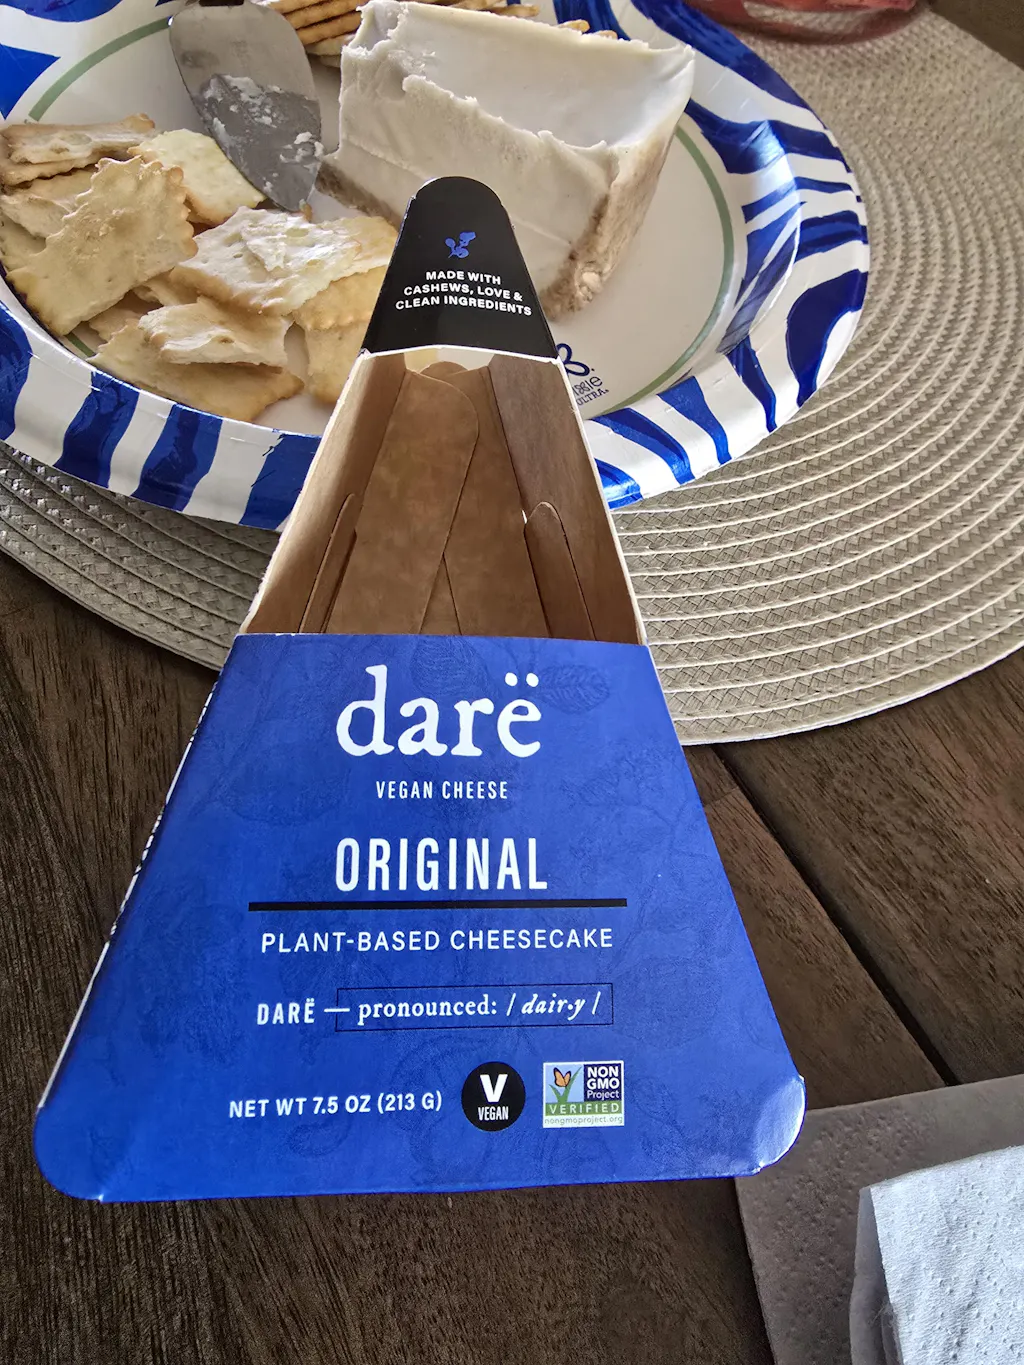 MADE WITH
CASHEWS, LOVE &
CLEAN INGREDIENTS
darë
VEGAN CHEESE
ORIGINAL
PLANT-BASED CHEESECAKE
DARË — pronounced: / dair·y /
NET WT 7.5 OZ (213 G)
V
VEGAN
NON
GMO
Project
VERIFIED
nongmoproject.org
ULTRA